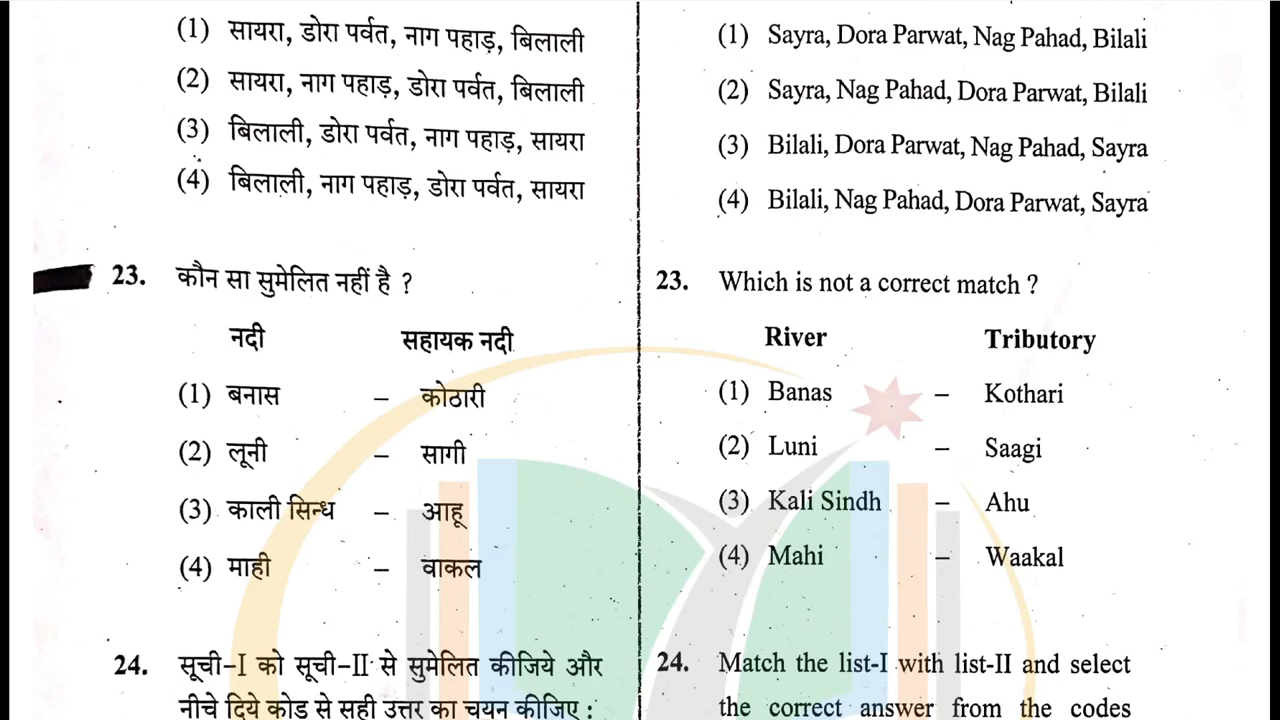 (1) सायरा, डोरा पर्वत, नाग पहाड़, बिलाली
(2) सायरा, नाग पहाड़, डोरा पर्वत, बिलाली
(3) बिलाली, डोरा पर्वत, नाग पहाड़, सायरा
(4) बिलाली, नाग पहाड़, डोरा पर्वत, सायरा
23. कौन सा सुमेलित नहीं है ?
नदी सहायक नदी
(1) बनास – कोठारी
(2) लूनी – सागी
(3) काली सिन्ध – आहू
(4) माही – वाकल
24. सूची-I को सूची-II से सुमेलित कीजिये और
नीचे दिये कोड से सही उत्तर का चयन कीजिए :
(1) Sayra, Dora Parwat, Nag Pahad, Bilali
(2) Sayra, Nag Pahad, Dora Parwat, Bilali
(3) Bilali, Dora Parwat, Nag Pahad, Sayra
(4) Bilali, Nag Pahad, Dora Parwat, Sayra
23. Which is not a correct match ?
River Tributory
(1) Banas – Kothari
(2) Luni – Saagi
(3) Kali Sindh – Ahu
(4) Mahi – Waakal
24. Match the list-I with list-II and select
the correct answer from the codes